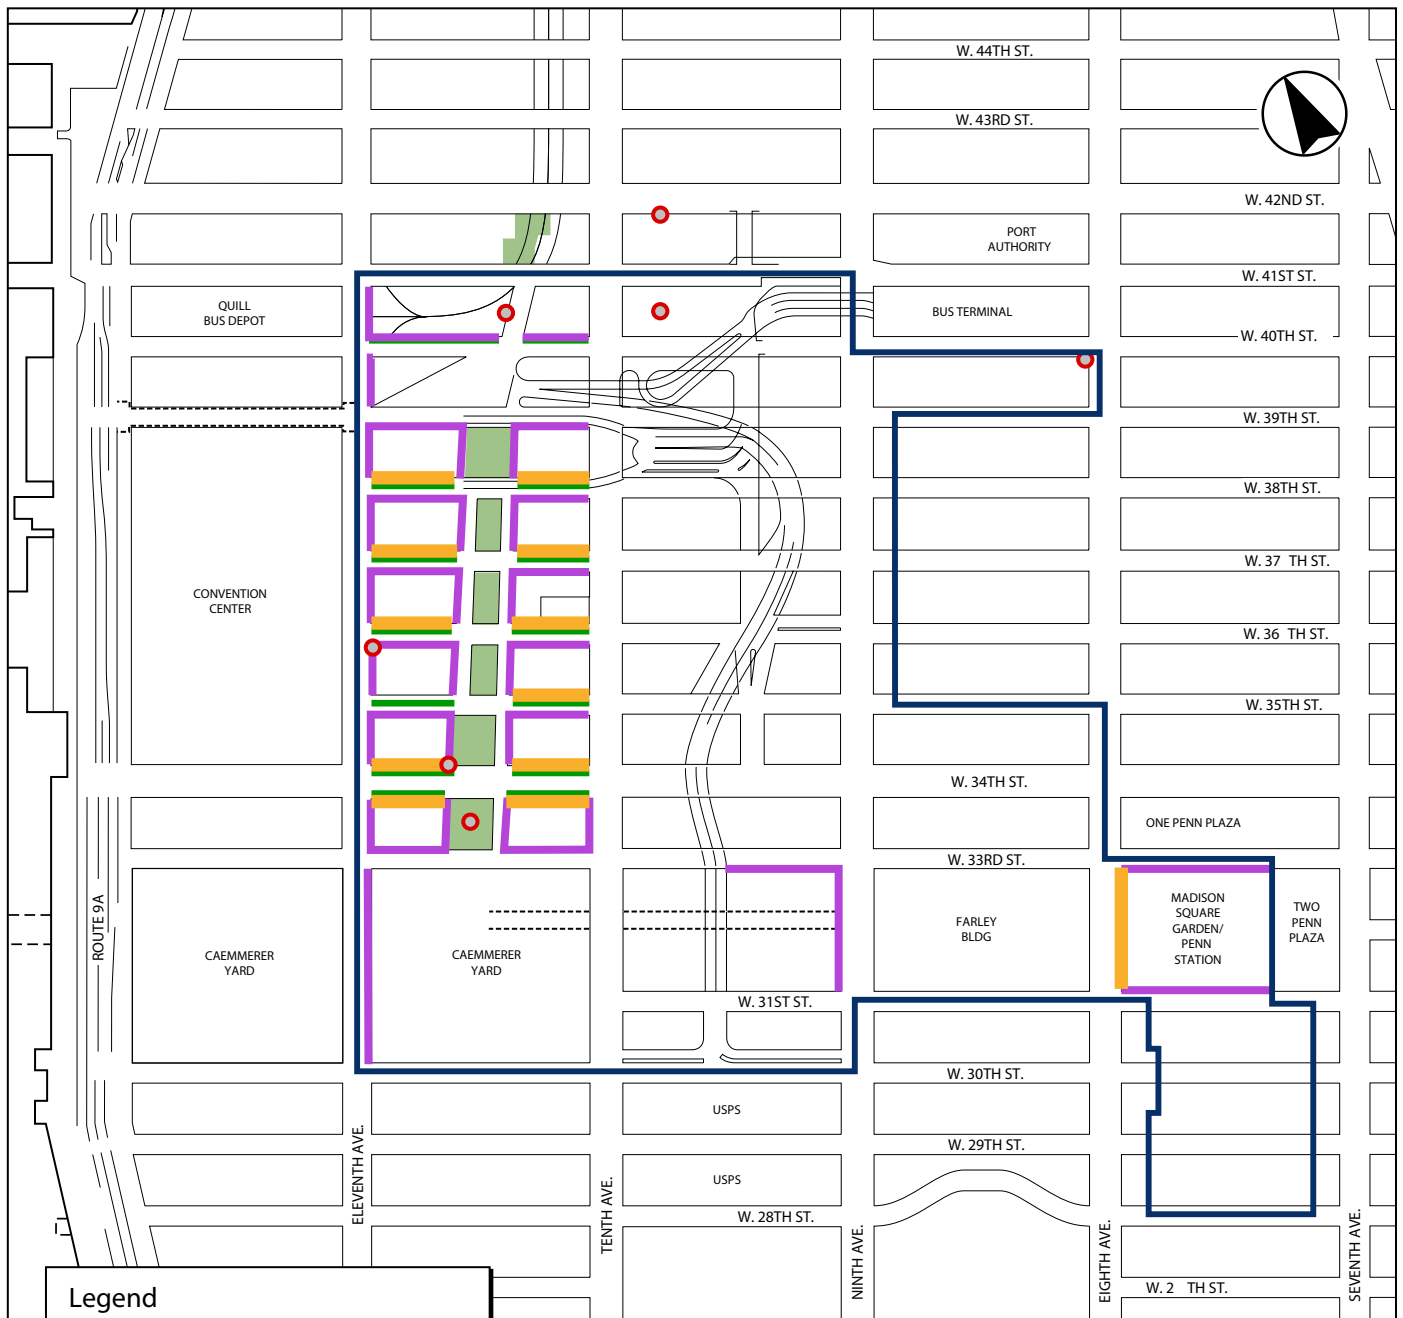 W. 44TH ST.
W. 43RD ST.
W. 42ND ST.
PORT
AUTHORITY
W. 41ST ST.
QUILL
BUS DEPOT
BUS TERMINAL
W. 40TH ST.
W. 39TH ST.
W. 38TH ST.
W. 37 TH ST.
CONVENTION
CENTER
W. 36 TH ST.
W. 35TH ST.
W. 34TH ST.
ONE PENN PLAZA
W. 33RD ST.
ROUTE 9A
CAEMMERER
YARD
CAEMMERER
YARD
FARLEY
BLDG
MADISON
SQUARE
GARDEN/
PENN
STATION
TWO
PENN
PLAZA
W. 31ST ST.
W. 30TH ST.
USPS
W. 29TH ST.
USPS
W. 28TH ST.
ELEVENTH AVE.
TENTH AVE.
NINTH AVE.
EIGHTH AVE.
SEVENTH AVE.
W. 2 TH ST.
Legend